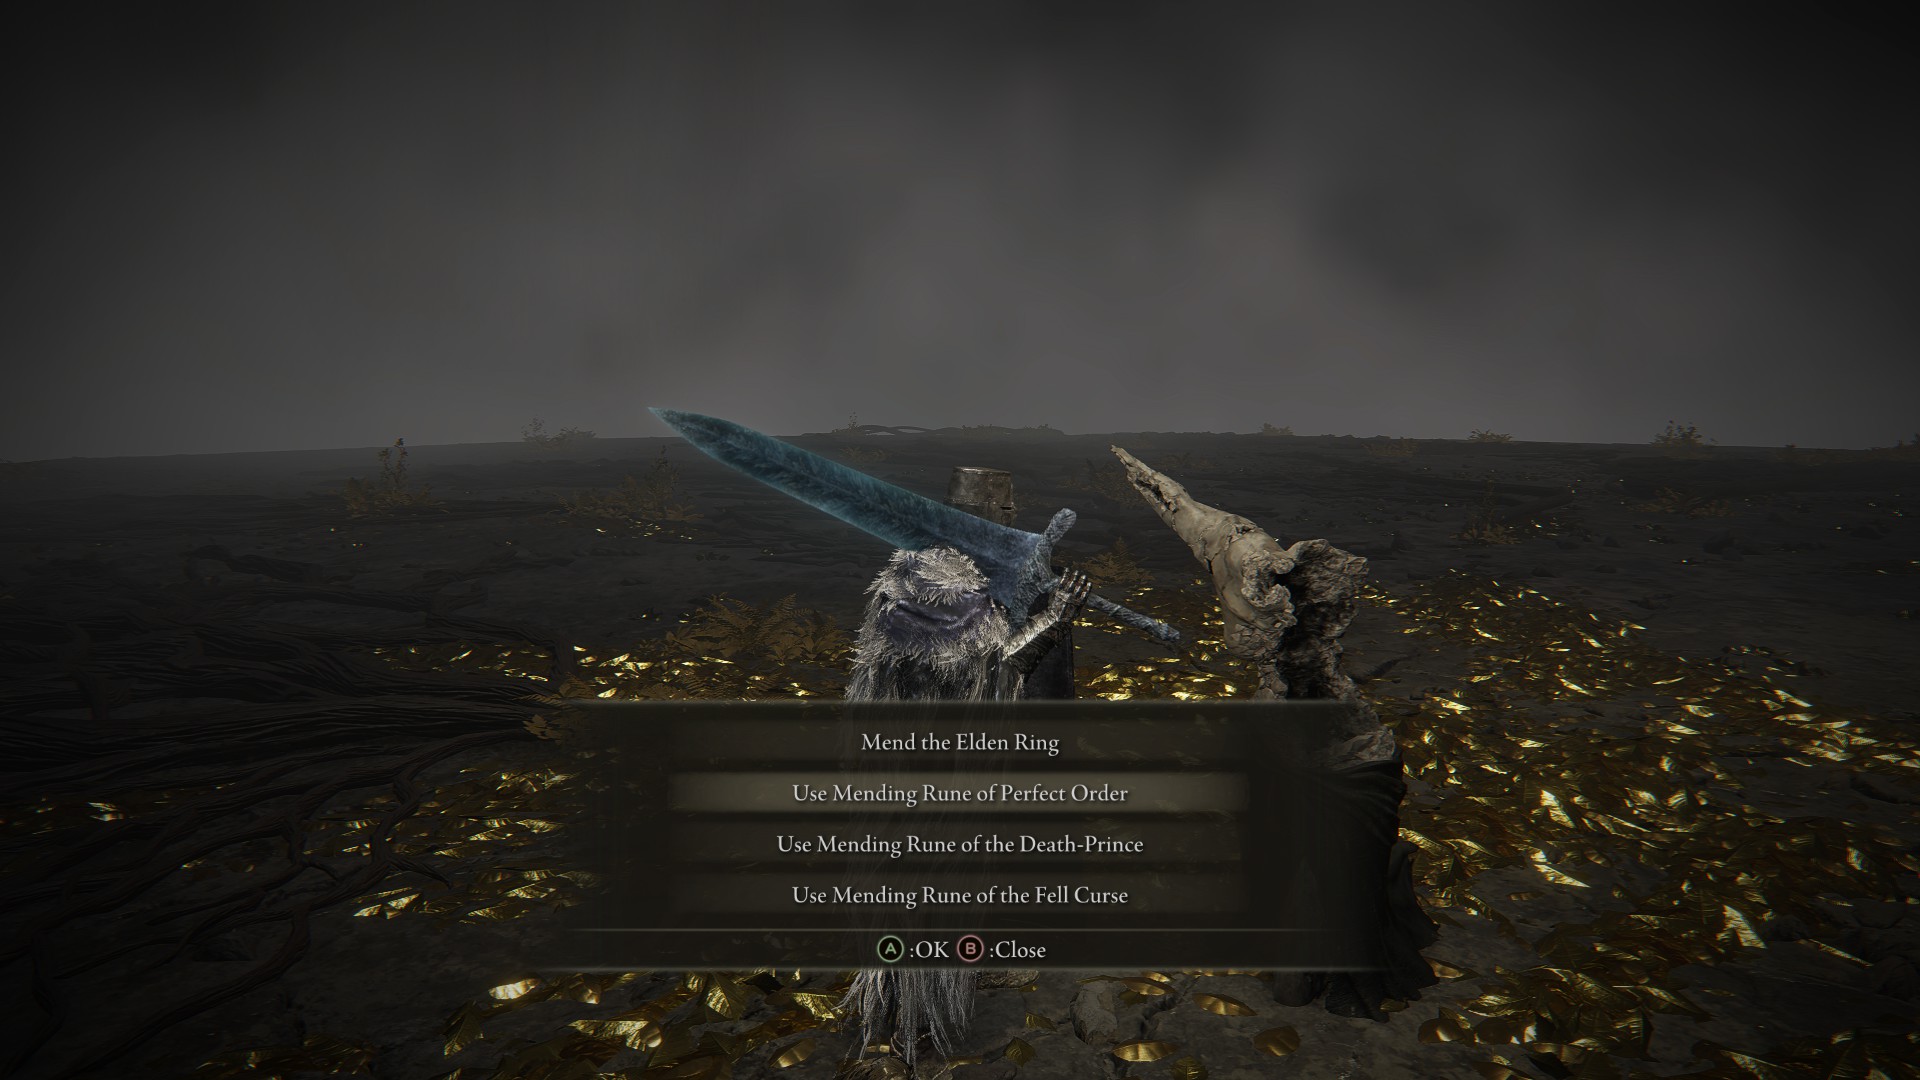 Mend the Elden Ring
Use Mending Rune of Perfect Order
Use Mending Rune of the Death-Prince
Use Mending Rune of the Fell Curse
A :OK B :Close